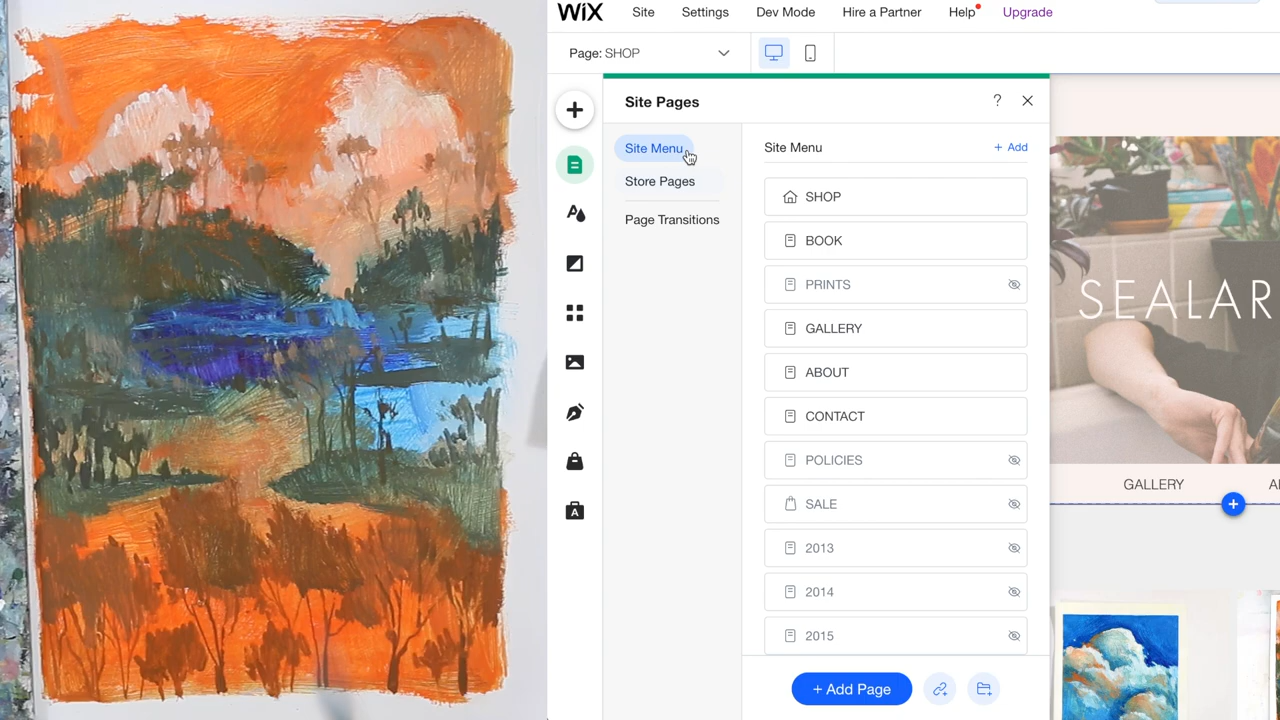 WiX Site Settings Dev Mode Hire a Partner Help Upgrade
Page: SHOP
Site Pages ?
Site Menu
Store Pages
Page Transitions
Site Menu + Add
SHOP
BOOK
PRINTS
GALLERY
ABOUT
CONTACT
POLICIES
SALE
2013
2014
2015
+ Add Page
SEALAR
GALLERY
A